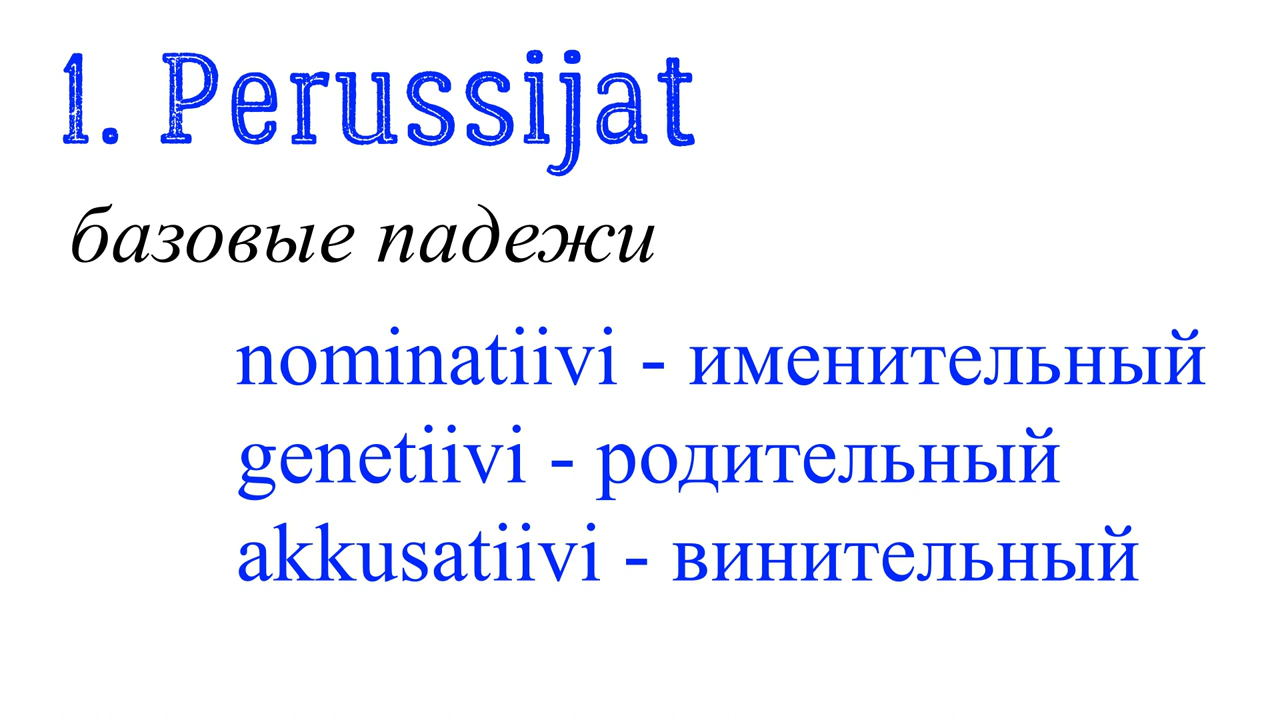 1. Perussijat
базовые падежи
nominatiivi - именительный
genetiivi - родительный
akkusatiivi - винительный